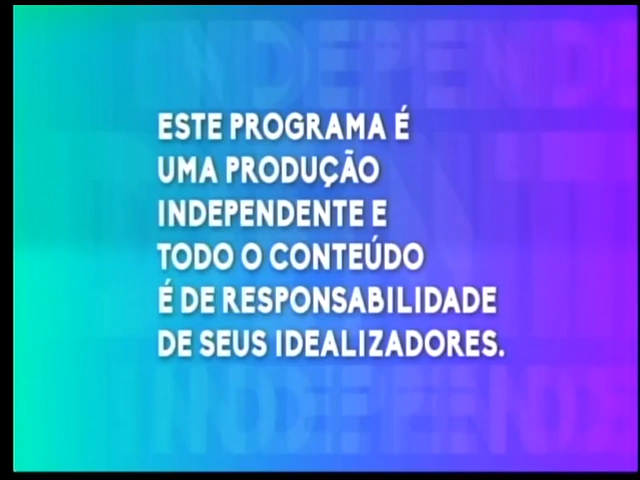 ESTE PROGRAMA É
UMA PRODUÇÃO
INDEPENDENTE E
TODO O CONTEÚDO
É DE RESPONSABILIDADE
DE SEUS IDEALIZADORES.